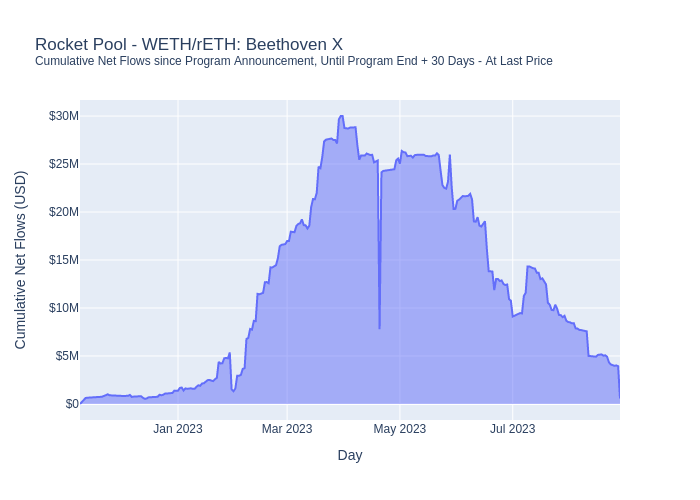 Rocket Pool - WETH/rETH: Beethoven X
Cumulative Net Flows since Program Announcement, Until Program End + 30 Days - At Last Price
Cumulative Net Flows (USD)
$30M
$25M
$20M
$15M
$10M
$5M
$0
Jan 2023
Mar 2023
May 2023
Jul 2023
Day